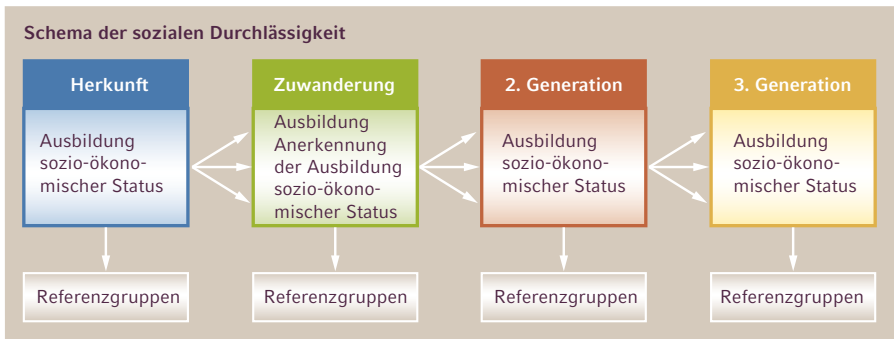 Schema der sozialen Durchlässigkeit
Herkunft
Ausbildung
sozio-ökono-
mischer Status
Referenzgruppen
Zuwanderung
Ausbildung
Anerkennung
der Ausbildung
sozio-ökono-
mischer Status
Referenzgruppen
2. Generation
Ausbildung
sozio-ökono-
mischer Status
Referenzgruppen
3. Generation
Ausbildung
sozio-ökono-
mischer Status
Referenzgruppen